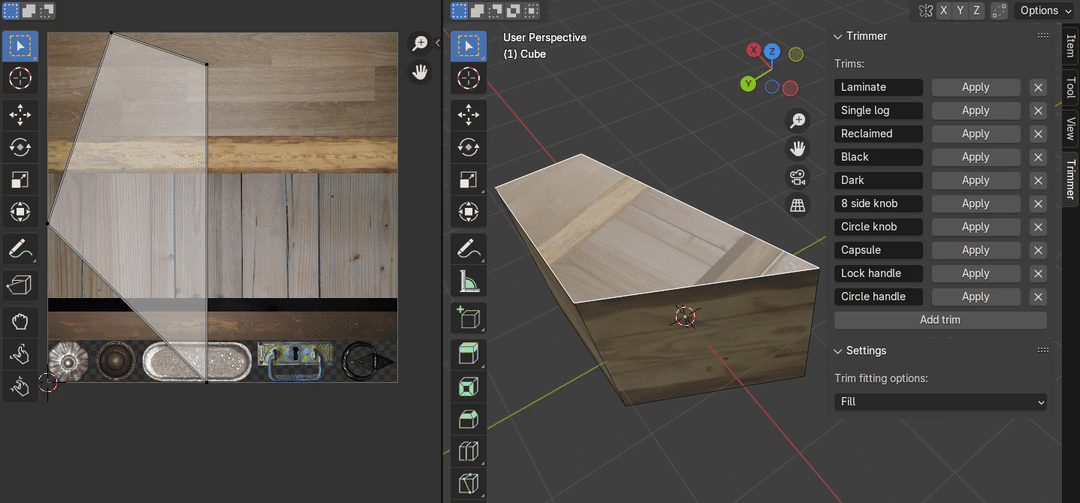 Options
X Y Z
User Perspective
(1) Cube
X
Z
Y
Trimmer
Trims:
Laminate Apply
Single log Apply
Reclaimed Apply
Black Apply
Dark Apply
8 side knob Apply
Circle knob Apply
Capsule Apply
Lock handle Apply
Circle handle Apply
Add trim
Settings
Trim fitting options:
Fill
Item
Tool
View
Trimmer